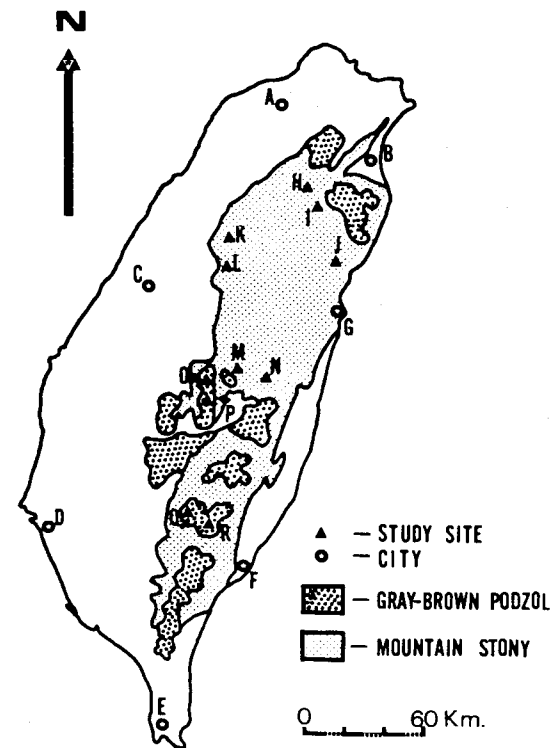 N
A
B
H
I
K
J
L
C
G
M
N
O
P
D
Q
R
F
E
▲ — STUDY SITE
○ — CITY
— GRAY-BROWN PODZOL
— MOUNTAIN STONY
0 60 Km.